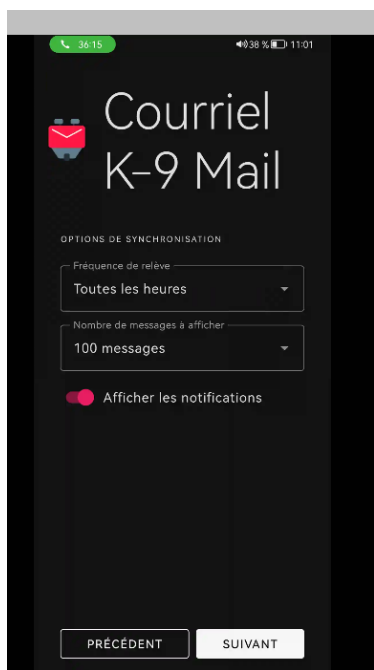 36:15
38 % 11:01
Courriel
K-9 Mail
OPTIONS DE SYNCHRONISATION
Fréquence de relève
Toutes les heures
Nombre de messages à afficher
100 messages
Afficher les notifications
PRÉCÉDENT SUIVANT